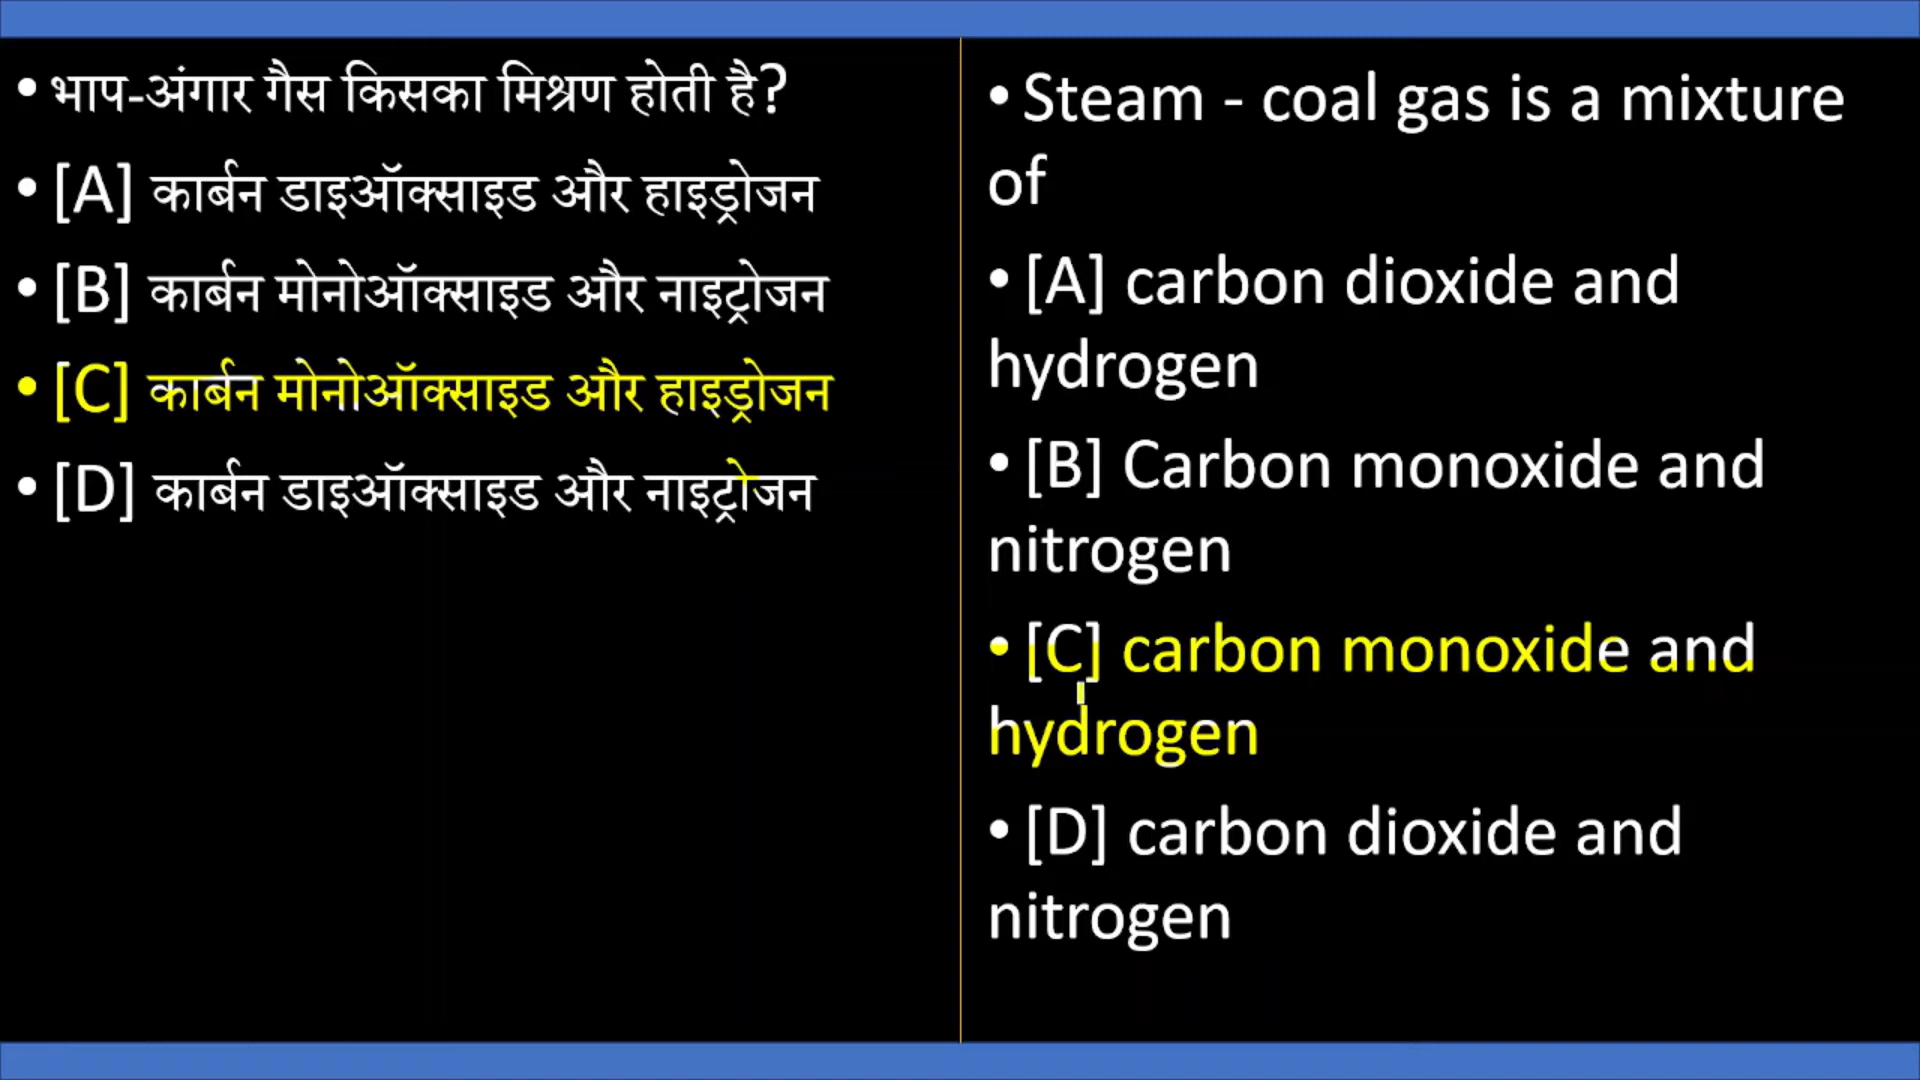 • भाप-अंगार गैस किसका मिश्रण होती है?
• [A] कार्बन डाइऑक्साइड और हाइड्रोजन
• [B] कार्बन मोनोऑक्साइड और नाइट्रोजन
• [C] कार्बन मोनोऑक्साइड और हाइड्रोजन
• [D] कार्बन डाइऑक्साइड और नाइट्रोजन
• Steam - coal gas is a mixture
of
• [A] carbon dioxide and
hydrogen
• [B] Carbon monoxide and
nitrogen
• [C] carbon monoxide and
hydrogen
• [D] carbon dioxide and
nitrogen